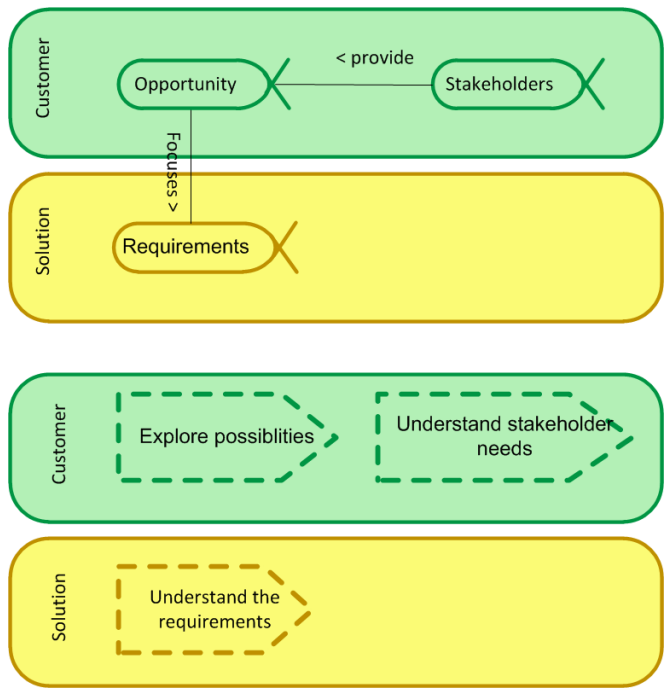 Customer
< provide
Opportunity
Stakeholders
Focuses >
Solution
Requirements
Customer
Explore possiblities
Understand stakeholder
needs
Solution
Understand the
requirements